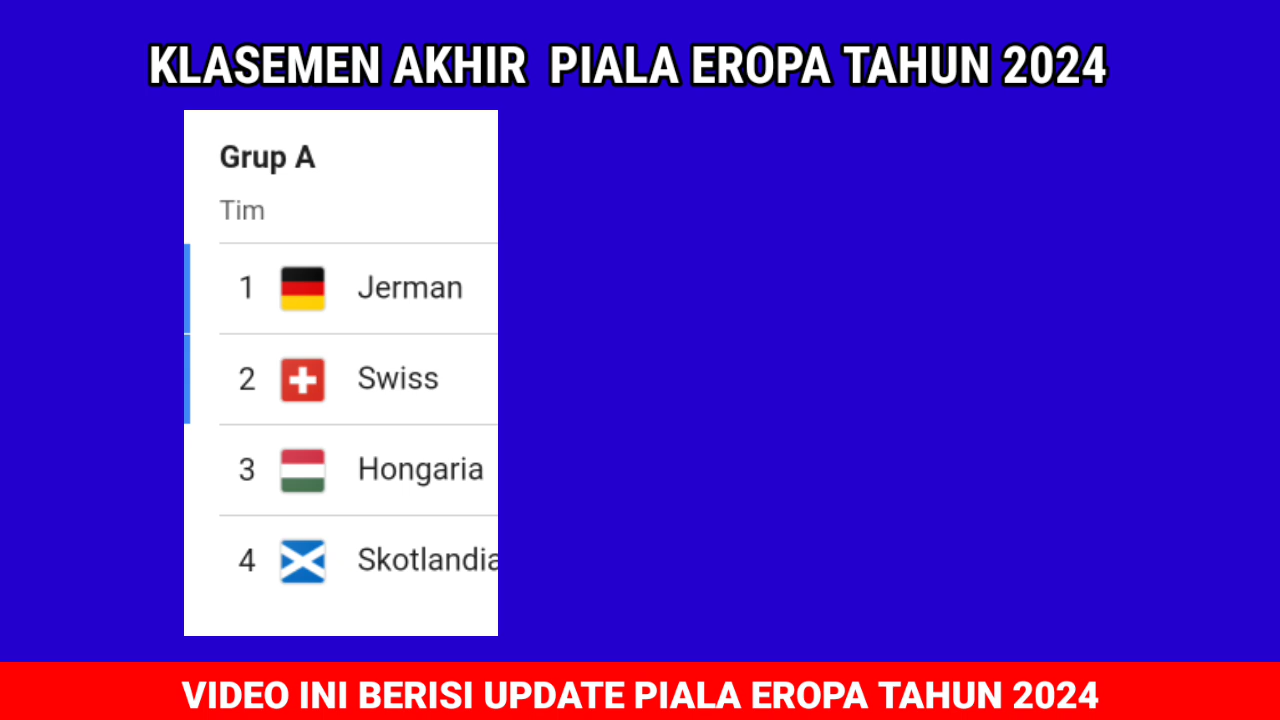 KLASEMEN AKHIR PIALA EROPA TAHUN 2024
Grup A
Tim
1 Jerman
2 Swiss
3 Hongaria
4 Skotlandia
VIDEO INI BERISI UPDATE PIALA EROPA TAHUN 2024